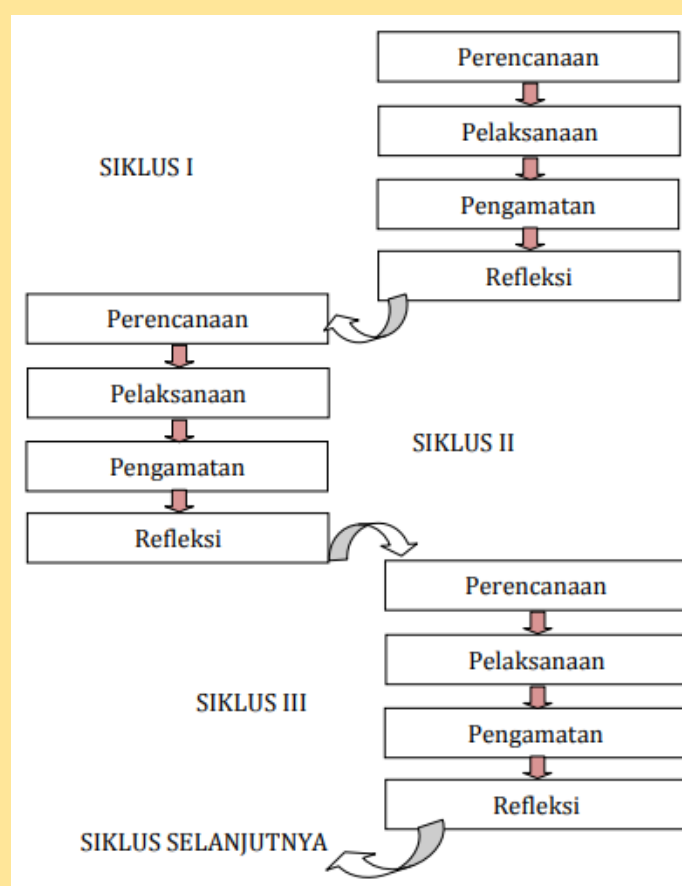 Perencanaan
Pelaksanaan
SIKLUS I
Pengamatan
Refleksi
Perencanaan
Pelaksanaan
SIKLUS II
Pengamatan
Refleksi
Perencanaan
Pelaksanaan
SIKLUS III
Pengamatan
Refleksi
SIKLUS SELANJUTNYA